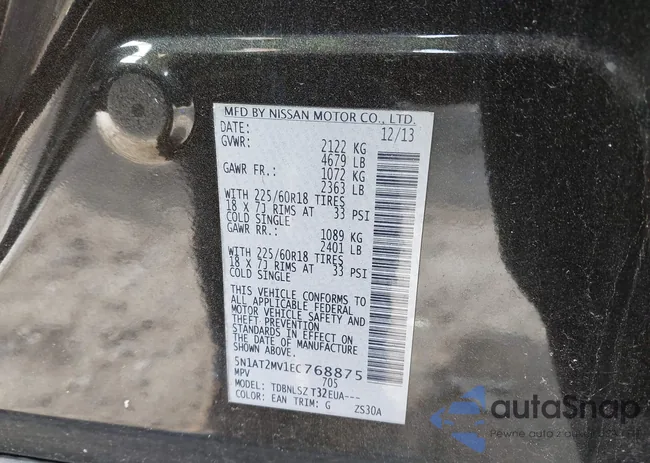 MFD BY NISSAN MOTOR CO., LTD.
DATE: 12/13
GVWR: 2122 KG
4679 LB
GAWR FR.: 1072 KG
2363 LB
WITH 225/60R18 TIRES
18 X 7J RIMS AT 33 PSI
COLD SINGLE
GAWR RR.: 1089 KG
2401 LB
WITH 225/60R18 TIRES
18 X 7J RIMS AT 33 PSI
COLD SINGLE
THIS VEHICLE CONFORMS TO
ALL APPLICABLE FEDERAL
MOTOR VEHICLE SAFETY AND
THEFT PREVENTION
STANDARDS IN EFFECT ON
THE DATE OF MANUFACTURE
SHOWN ABOVE.
5N1AT2MV1EC768875
MPV 705
MODEL: TDBNLSZ T32EUA---
COLOR: EAN TRIM: G ZS30A
autoSnap
Pewne auto z